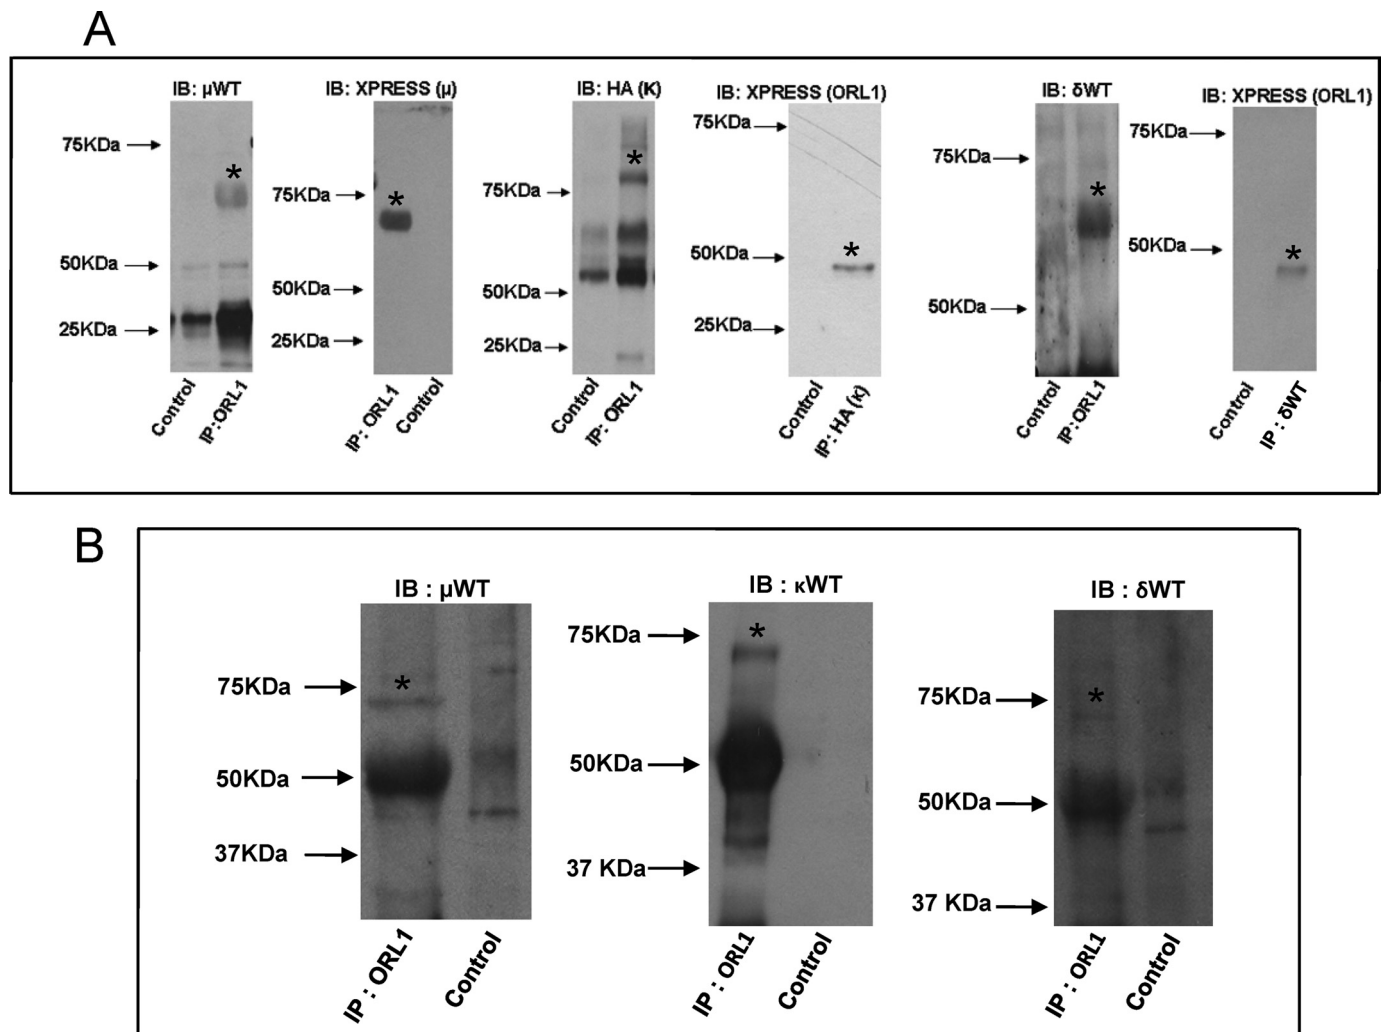 A
IB: µWT
75KDa
*
50KDa
25KDa
Control
IP:ORL1
IB: XPRESS (µ)
75KDa
*
50KDa
25KDa
IP: ORL1
Control
IB: HA (K)
*
75KDa
50KDa
25KDa
Control
IP: ORL1
IB: XPRESS (ORL1)
75KDa
50KDa
*
25KDa
Control
IP: HA (κ)
IB: δWT
75KDa
*
50KDa
Control
IP:ORL1
IB: XPRESS (ORL1)
75KDa
50KDa
*
Control
IP : δWT
B
IB : µWT
75KDa
*
50KDa
37KDa
IP : ORL1
Control
IB : κWT
75KDa
*
50KDa
37 KDa
IP : ORL1
Control
IB : δWT
75KDa
*
50KDa
37 KDa
IP : ORL1
Control